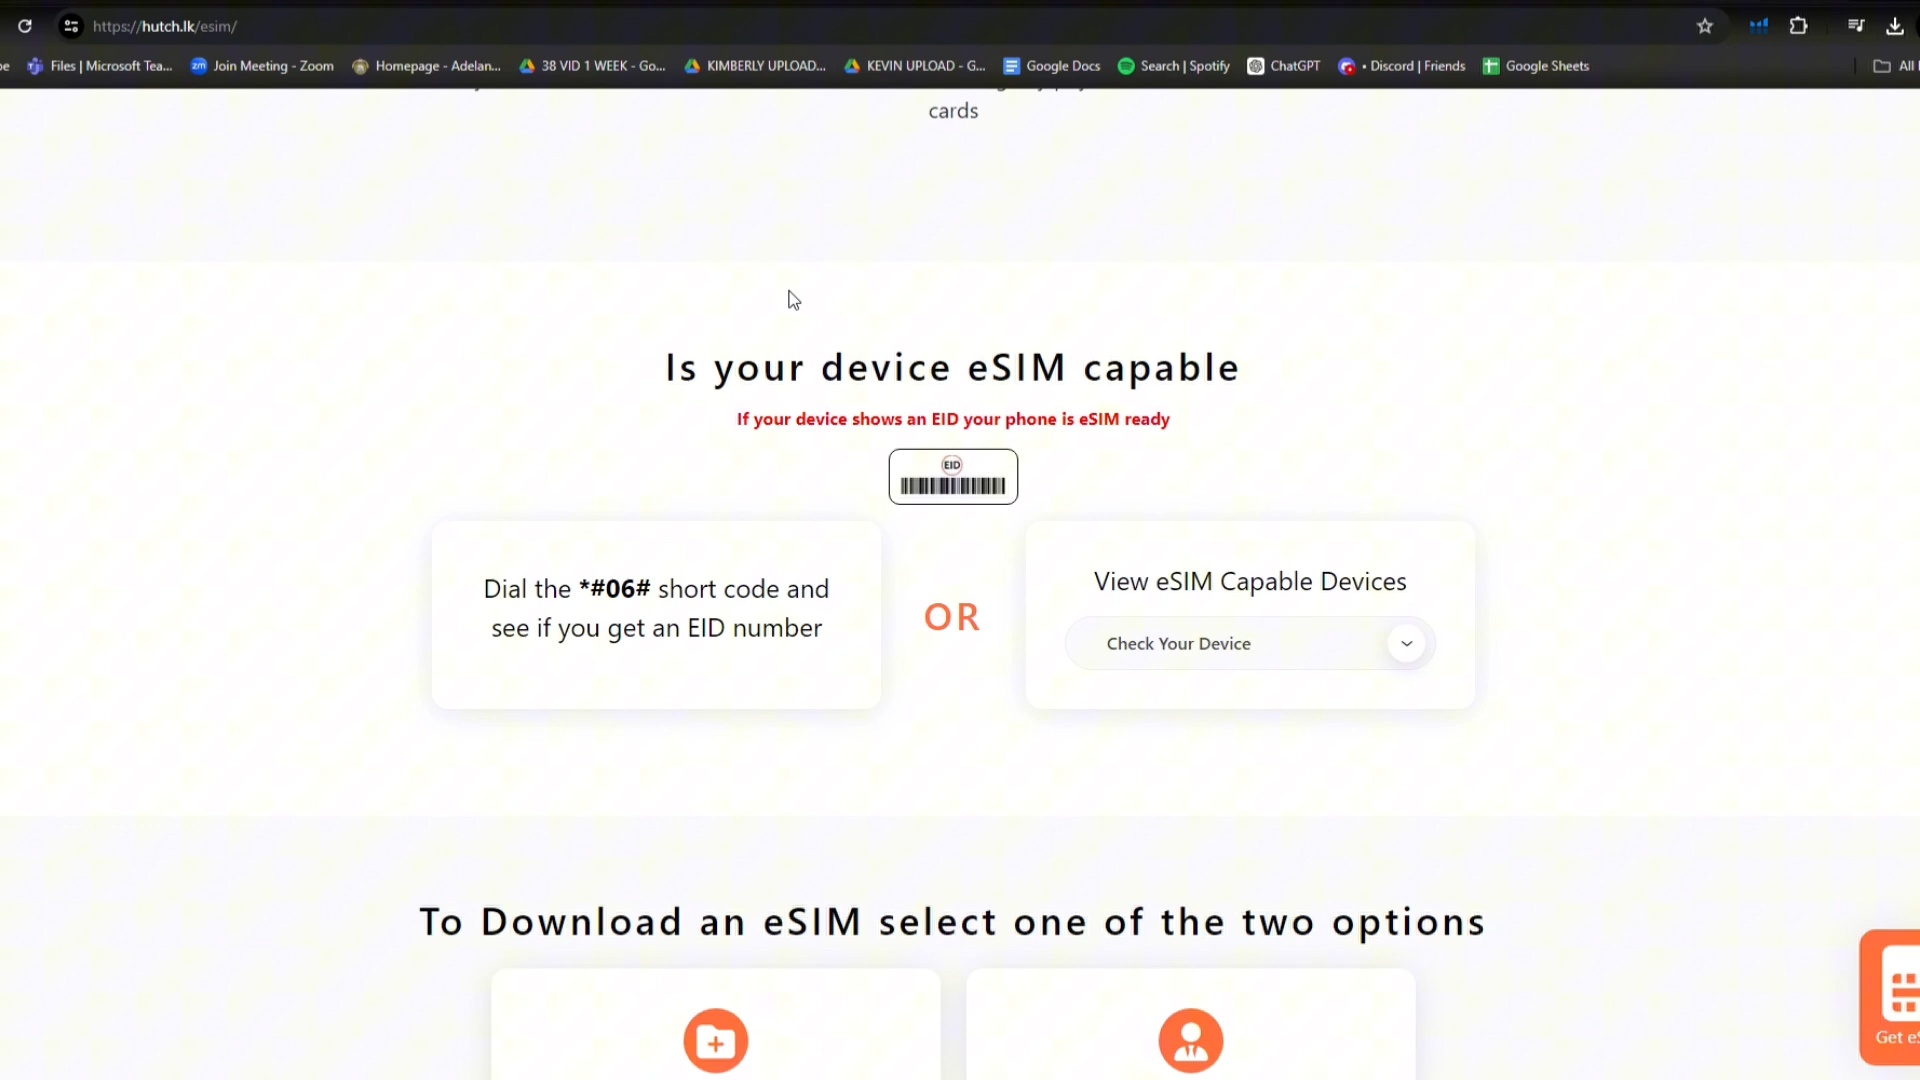 https://hutch.lk/esim/
Files | Microsoft Tea...
zm Join Meeting - Zoom
Homepage - Adelan...
38 VID 1 WEEK - Go...
KIMBERLY UPLOAD...
KEVIN UPLOAD - G...
Google Docs
Search | Spotify
ChatGPT
• Discord | Friends
Google Sheets
All
cards
Is your device eSIM capable
If your device shows an EID your phone is eSIM ready
EID
Dial the *#06# short code and
see if you get an EID number
OR
View eSIM Capable Devices
Check Your Device
To Download an eSIM select one of the two options
Get eS